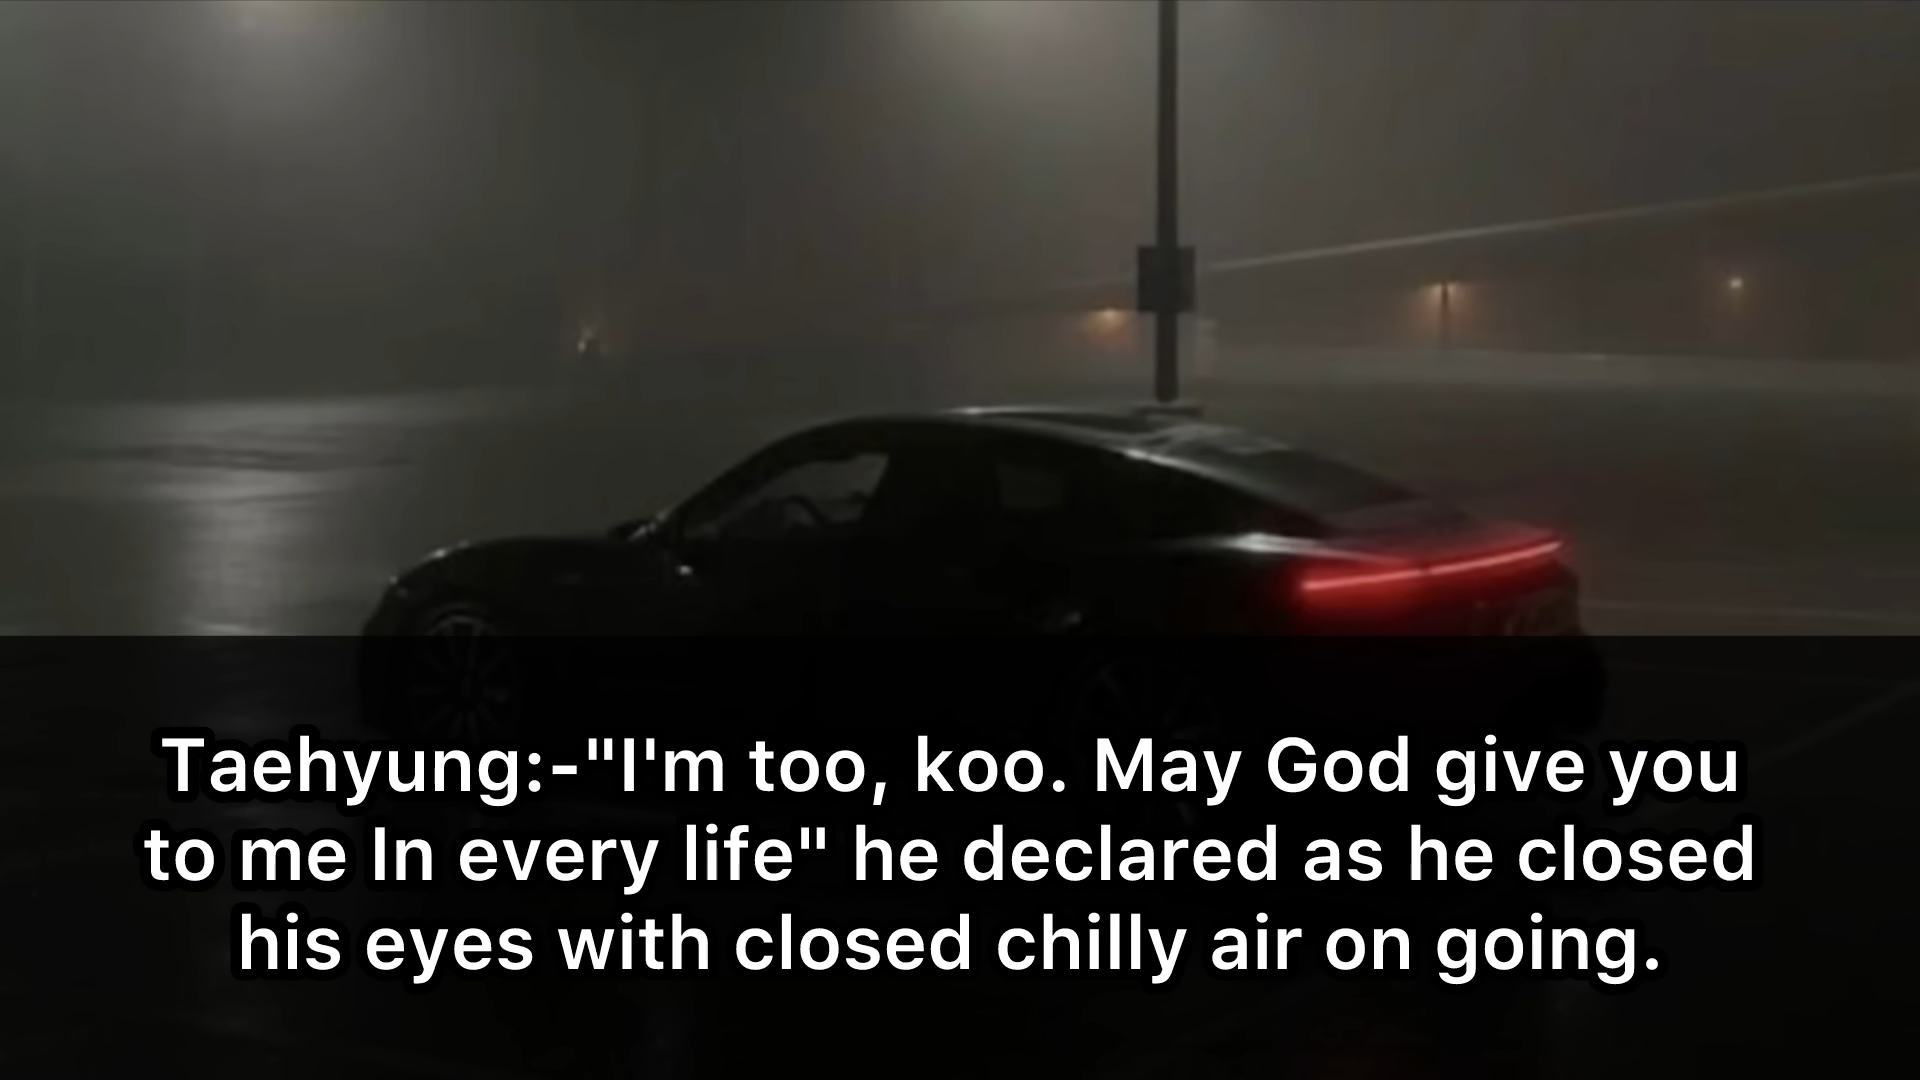 Taehyung:-"I'm too, koo. May God give you
to me In every life" he declared as he closed
his eyes with closed chilly air on going.